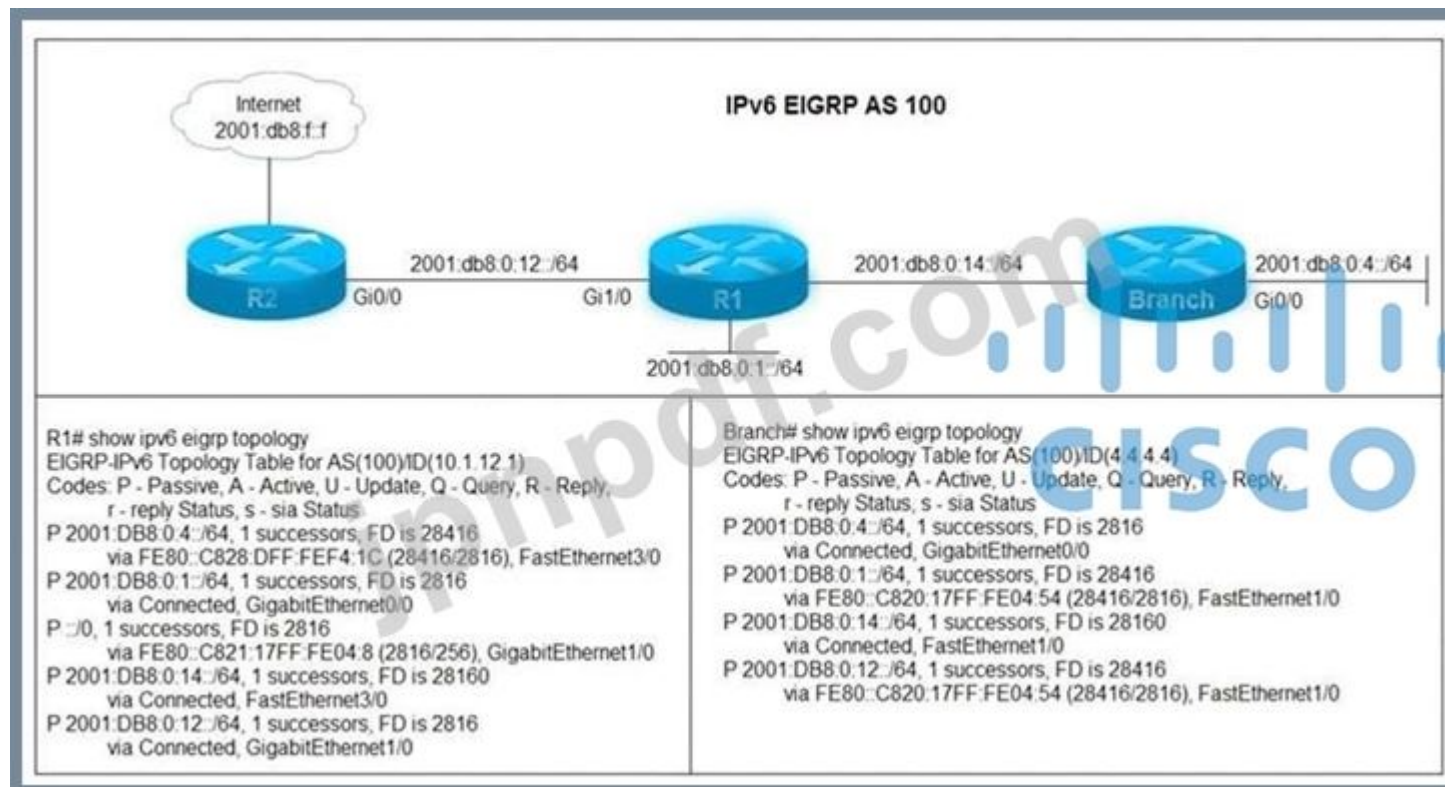 Internet
2001:db8:f::f
IPv6 EIGRP AS 100
2001:db8:0:12::/64
2001:db8:0:14::/64
2001:db8:0:4::/64
R2
Gi0/0
Gi1/0
R1
Branch
Gi0/0
2001:db8:0:1::/64
R1# show ipv6 eigrp topology
EIGRP-IPv6 Topology Table for AS(100)/ID(10.1.12.1)
Codes: P - Passive, A - Active, U - Update, Q - Query, R - Reply,
r - reply Status, s - sia Status
P 2001:DB8:0:4::/64, 1 successors, FD is 28416
via FE80::C828:DFF:FEF4:1C (28416/2816), FastEthernet3/0
P 2001:DB8:0:1::/64, 1 successors, FD is 2816
via Connected, GigabitEthernet0/0
P ::/0, 1 successors, FD is 2816
via FE80::C821:17FF:FE04:8 (2816/256), GigabitEthernet1/0
P 2001:DB8:0:14::/64, 1 successors, FD is 28160
via Connected, FastEthernet3/0
P 2001:DB8:0:12::/64, 1 successors, FD is 2816
via Connected, GigabitEthernet1/0
Branch# show ipv6 eigrp topology
EIGRP-IPv6 Topology Table for AS(100)/ID(4.4.4.4)
Codes: P - Passive, A - Active, U - Update, Q - Query, R - Reply,
r - reply Status, s - sia Status
P 2001:DB8:0:4::/64, 1 successors, FD is 2816
via Connected, GigabitEthernet0/0
P 2001:DB8:0:1::/64, 1 successors, FD is 28416
via FE80::C820:17FF:FE04:54 (28416/2816), FastEthernet1/0
P 2001:DB8:0:14::/64, 1 successors, FD is 28160
via Connected, FastEthernet1/0
P 2001:DB8:0:12::/64, 1 successors, FD is 28416
via FE80::C820:17FF:FE04:54 (28416/2816), FastEthernet1/0
CISCO
jpnpdf.com